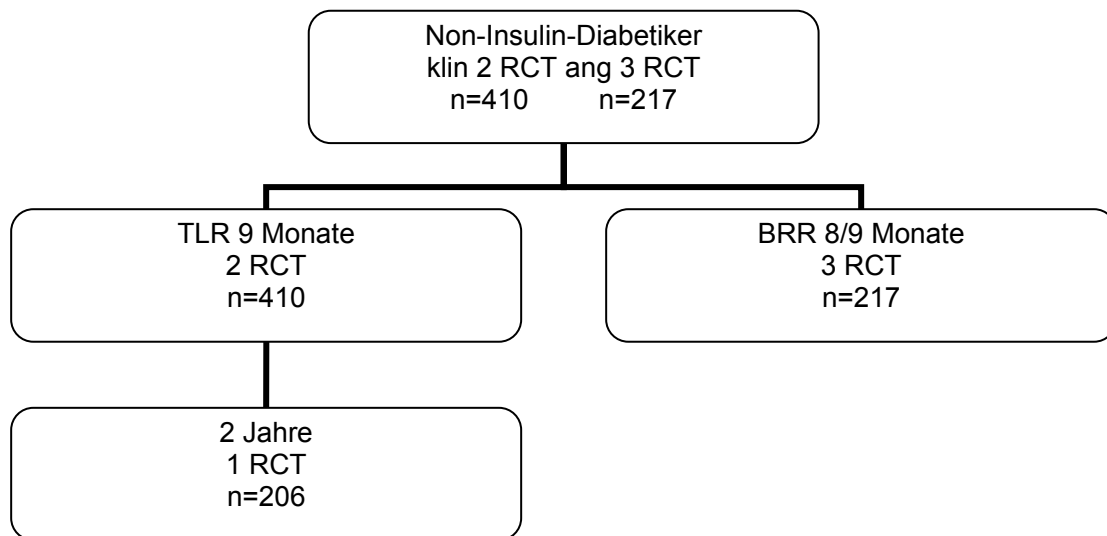 Non-Insulin-Diabetiker
klin 2 RCT ang 3 RCT
n=410 n=217
TLR 9 Monate
2 RCT
n=410
BRR 8/9 Monate
3 RCT
n=217
2 Jahre
1 RCT
n=206